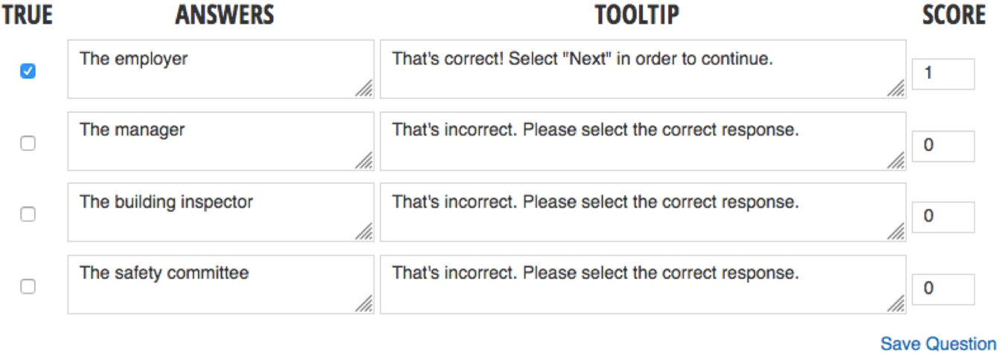 TRUE ANSWERS TOOLTIP SCORE
The employer That's correct! Select "Next" in order to continue. 1
The manager That's incorrect. Please select the correct response. 0
The building inspector That's incorrect. Please select the correct response. 0
The safety committee That's incorrect. Please select the correct response. 0
Save Question